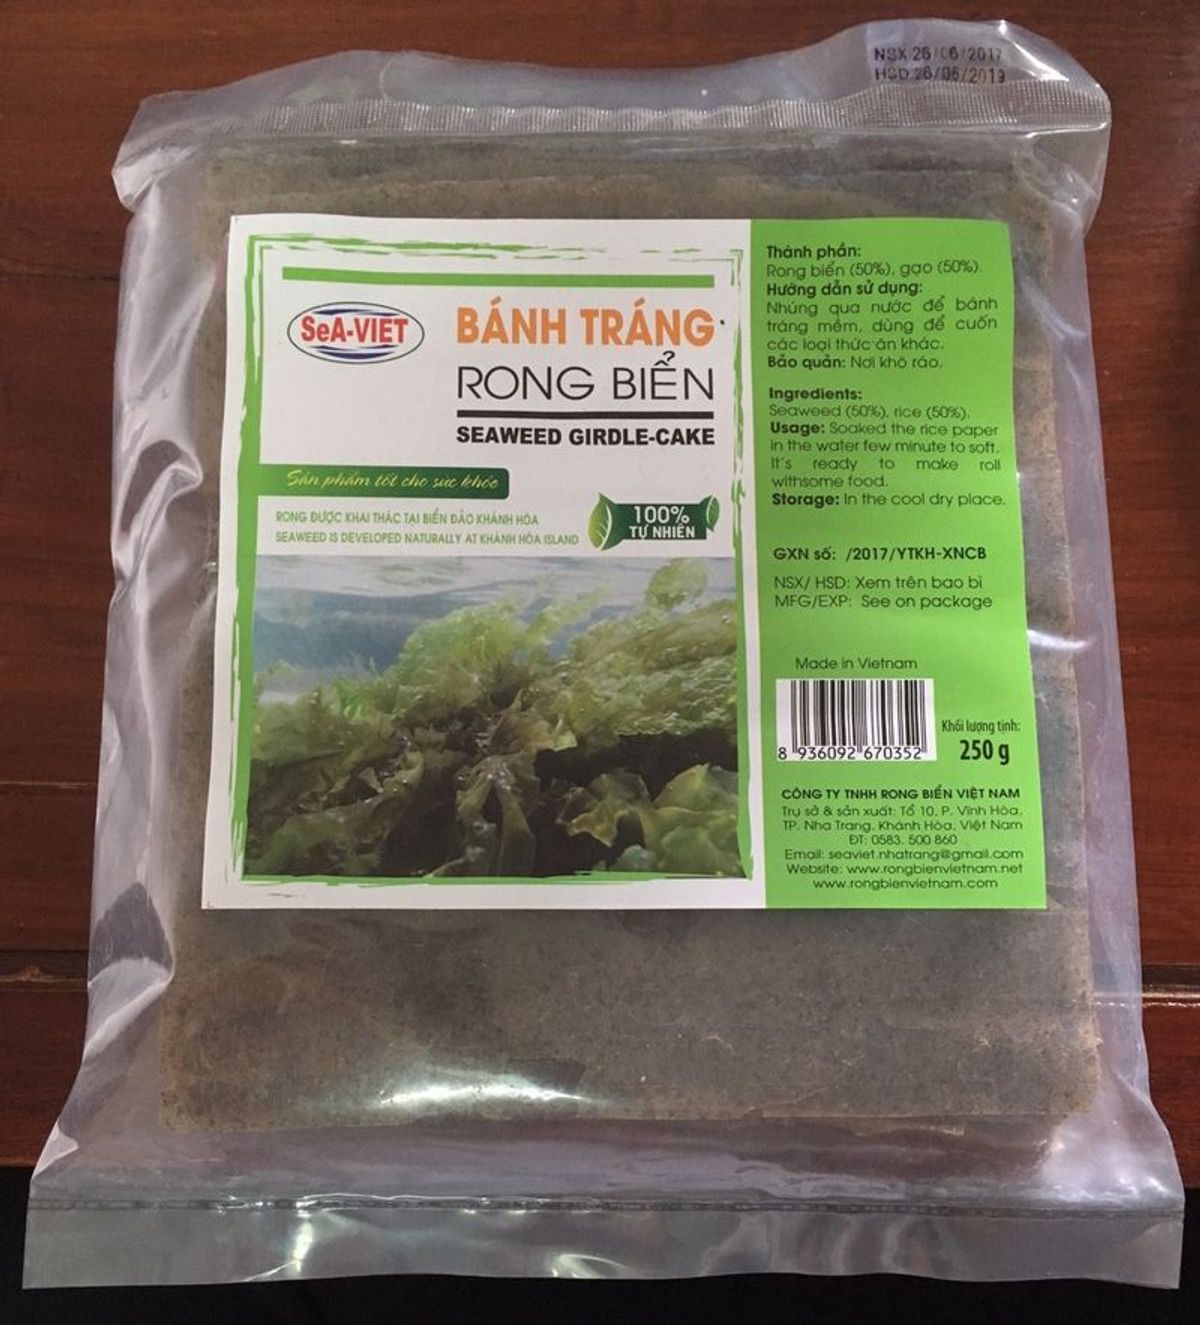 NSX 26/06/2017
HSD 26/06/2019
SeA-VIET
BÁNH TRÁNG
RONG BIỂN
SEAWEED GIRDLE-CAKE
Sản phẩm tốt cho sức khỏe
RONG ĐƯỢC KHAI THÁC TẠI BIỂN ĐẢO KHÁNH HÒA
SEAWEED IS DEVELOPED NATURALLY AT KHÁNH HÒA ISLAND
100%
TỰ NHIÊN
Thành phần:
Rong biển (50%), gạo (50%).
Hướng dẫn sử dụng:
Nhúng qua nước để bánh
tráng mềm, dùng để cuốn
các loại thức ăn khác.
Bảo quản: Nơi khô ráo.
Ingredients:
Seaweed (50%), rice (50%).
Usage: Soaked the rice paper
in the water few minute to soft.
It's ready to make roll
withsome food.
Storage: In the cool dry place.
GXN số: /2017/YTKH-XNCB
NSX/ HSD: Xem trên bao bì
MFG/EXP: See on package
Made in Vietnam
8 936092 670352
Khối lượng tịnh:
250 g
CÔNG TY TNHH RONG BIỂN VIỆT NAM
Trụ sở & sản xuất: Tổ 10, P. Vĩnh Hòa,
TP. Nha Trang, Khánh Hòa, Việt Nam
ĐT: 0583. 500 860
Email: seaviet.nhatrang@gmail.com
Website: www.rongbienvietnam.net
www.rongbienvietnam.com